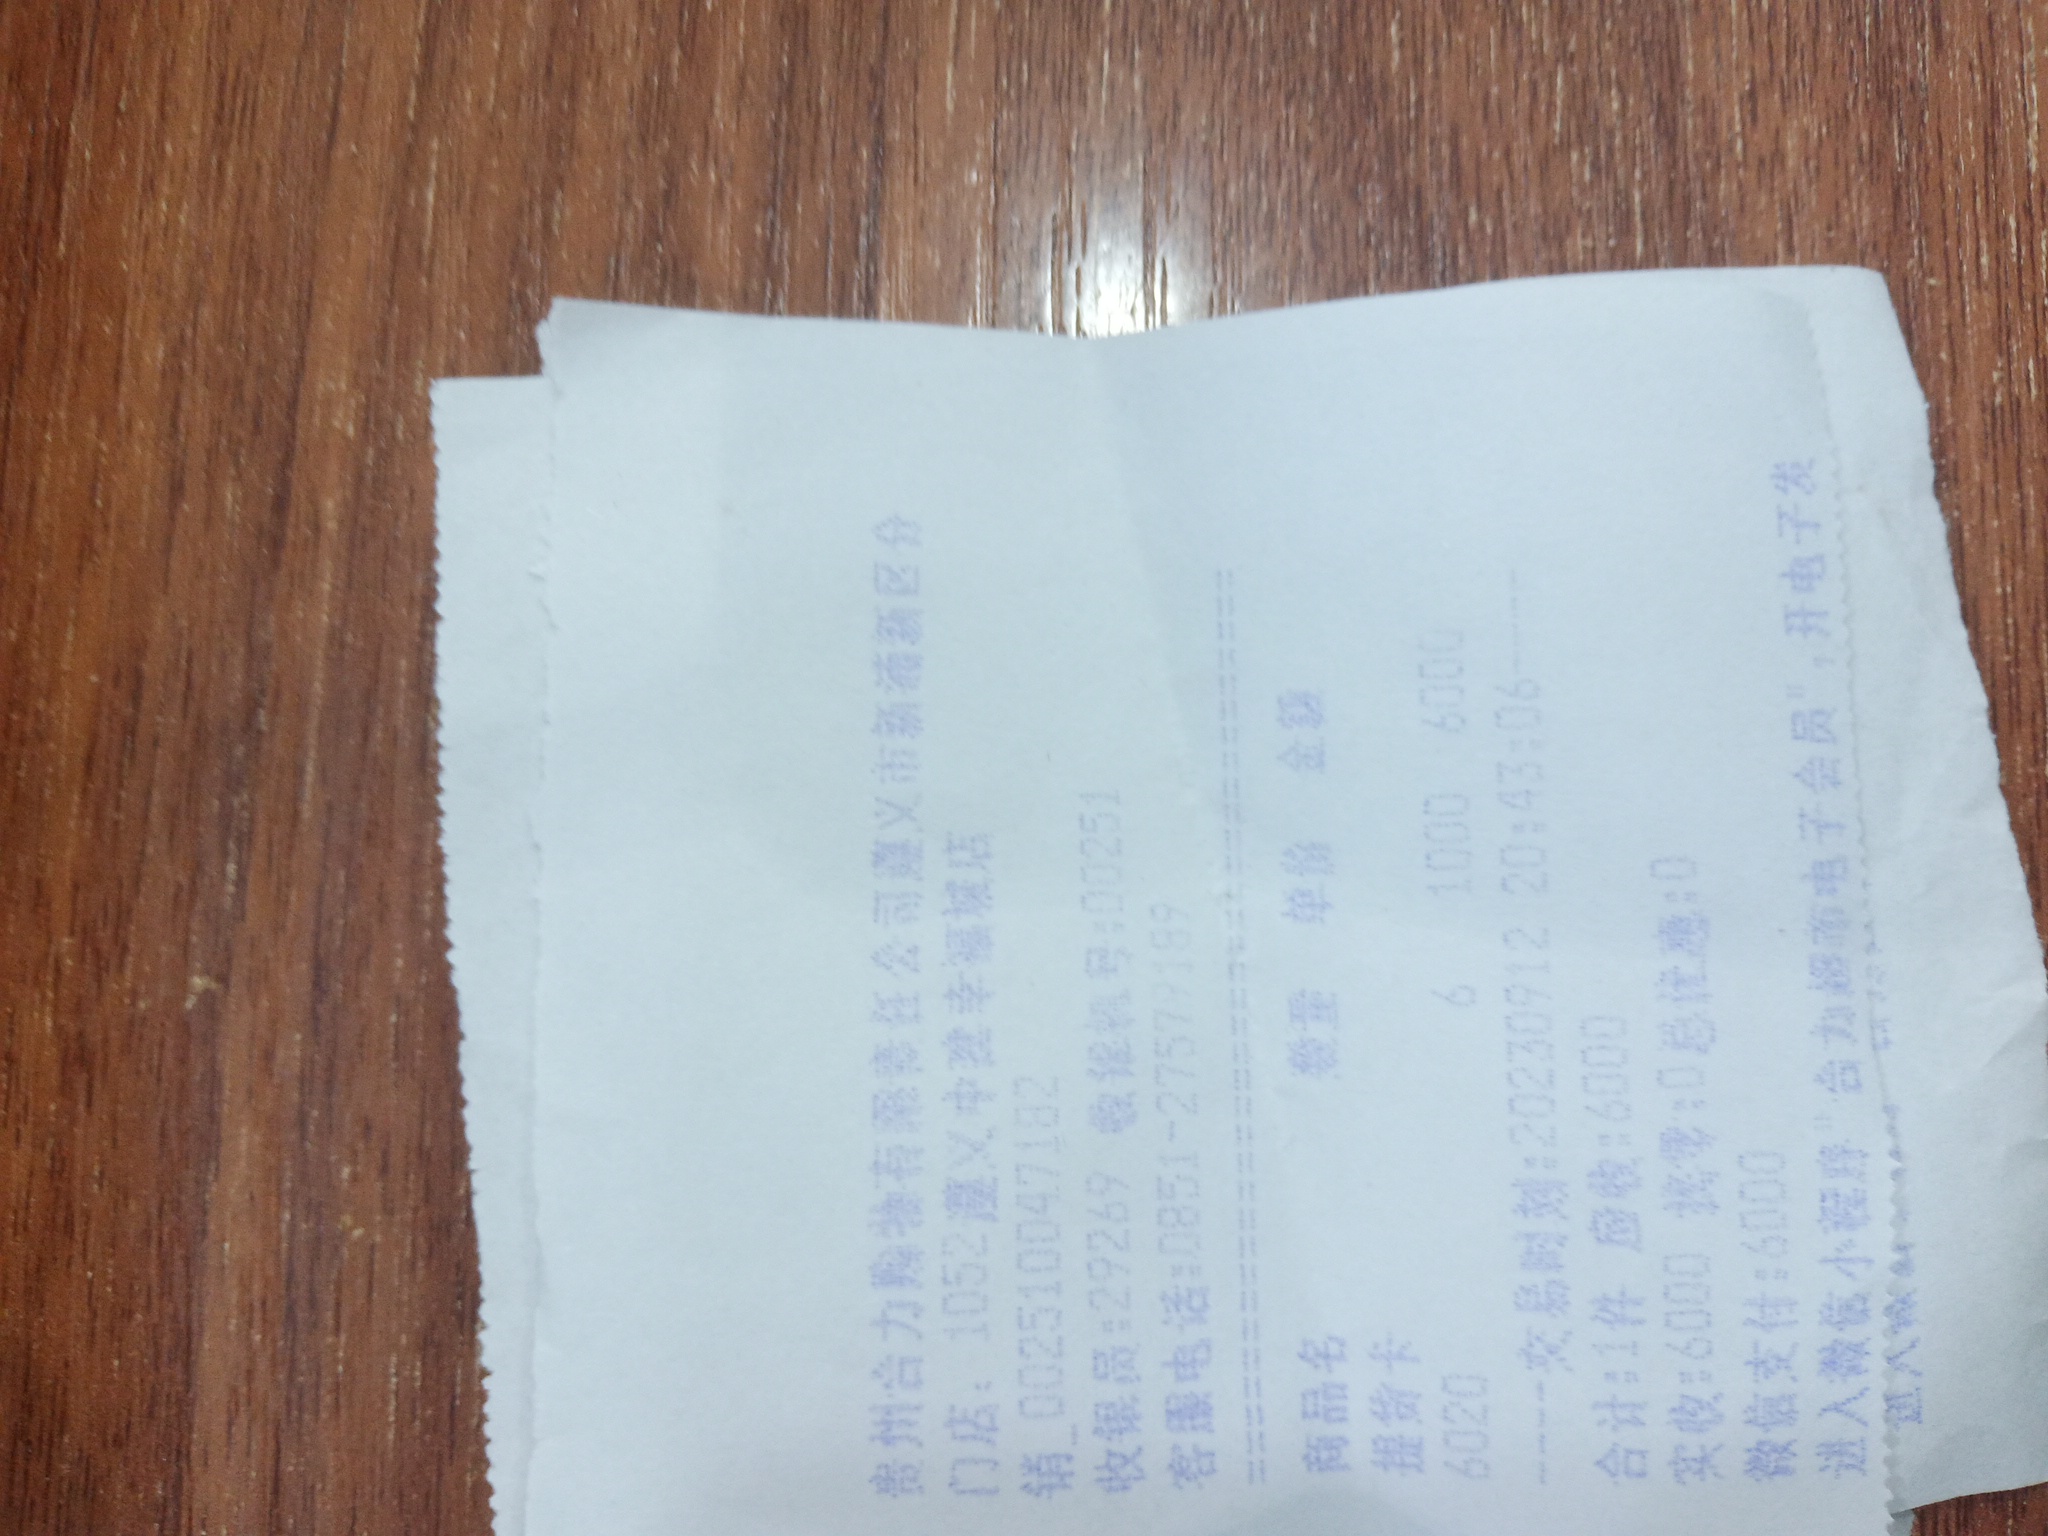 贵州合力购物有限责任公司遵义市新浦新区分
门店: 1052遵义中建幸福城店
销_002510047182
收银员:29269 收银机号:00251
客服电话:0851-27579189
==============================
商品名 数量 单价 金额
提货卡
6020 6 1000 6000
-----交易时刻:20230912 20:43:06-----
合计:1件 应收:6000
实收:6000 找零:0总优惠:0
微信支付:6000
进入微信小程序"合力超市电子会员",开电子发
进入微